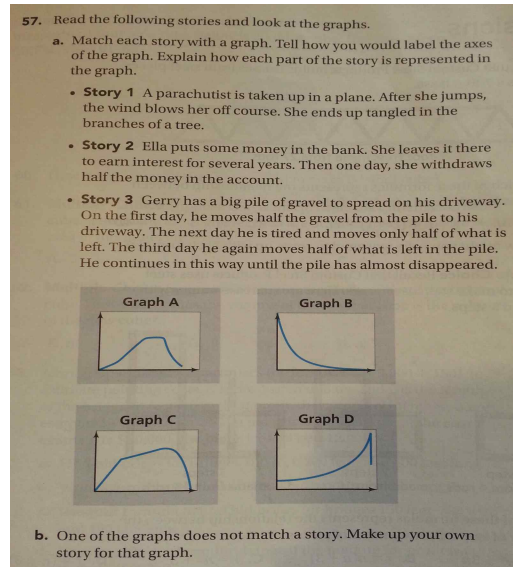 57. Read the following stories and look at the graphs.
a. Match each story with a graph. Tell how you would label the axes
of the graph. Explain how each part of the story is represented in
the graph.
• Story 1 A parachutist is taken up in a plane. After she jumps,
the wind blows her off course. She ends up tangled in the
branches of a tree.
• Story 2 Ella puts some money in the bank. She leaves it there
to earn interest for several years. Then one day, she withdraws
half the money in the account.
• Story 3 Gerry has a big pile of gravel to spread on his driveway.
On the first day, he moves half the gravel from the pile to his
driveway. The next day he is tired and moves only half of what is
left. The third day he again moves half of what is left in the pile.
He continues in this way until the pile has almost disappeared.
Graph A
Graph B
Graph C
Graph D
b. One of the graphs does not match a story. Make up your own
story for that graph.